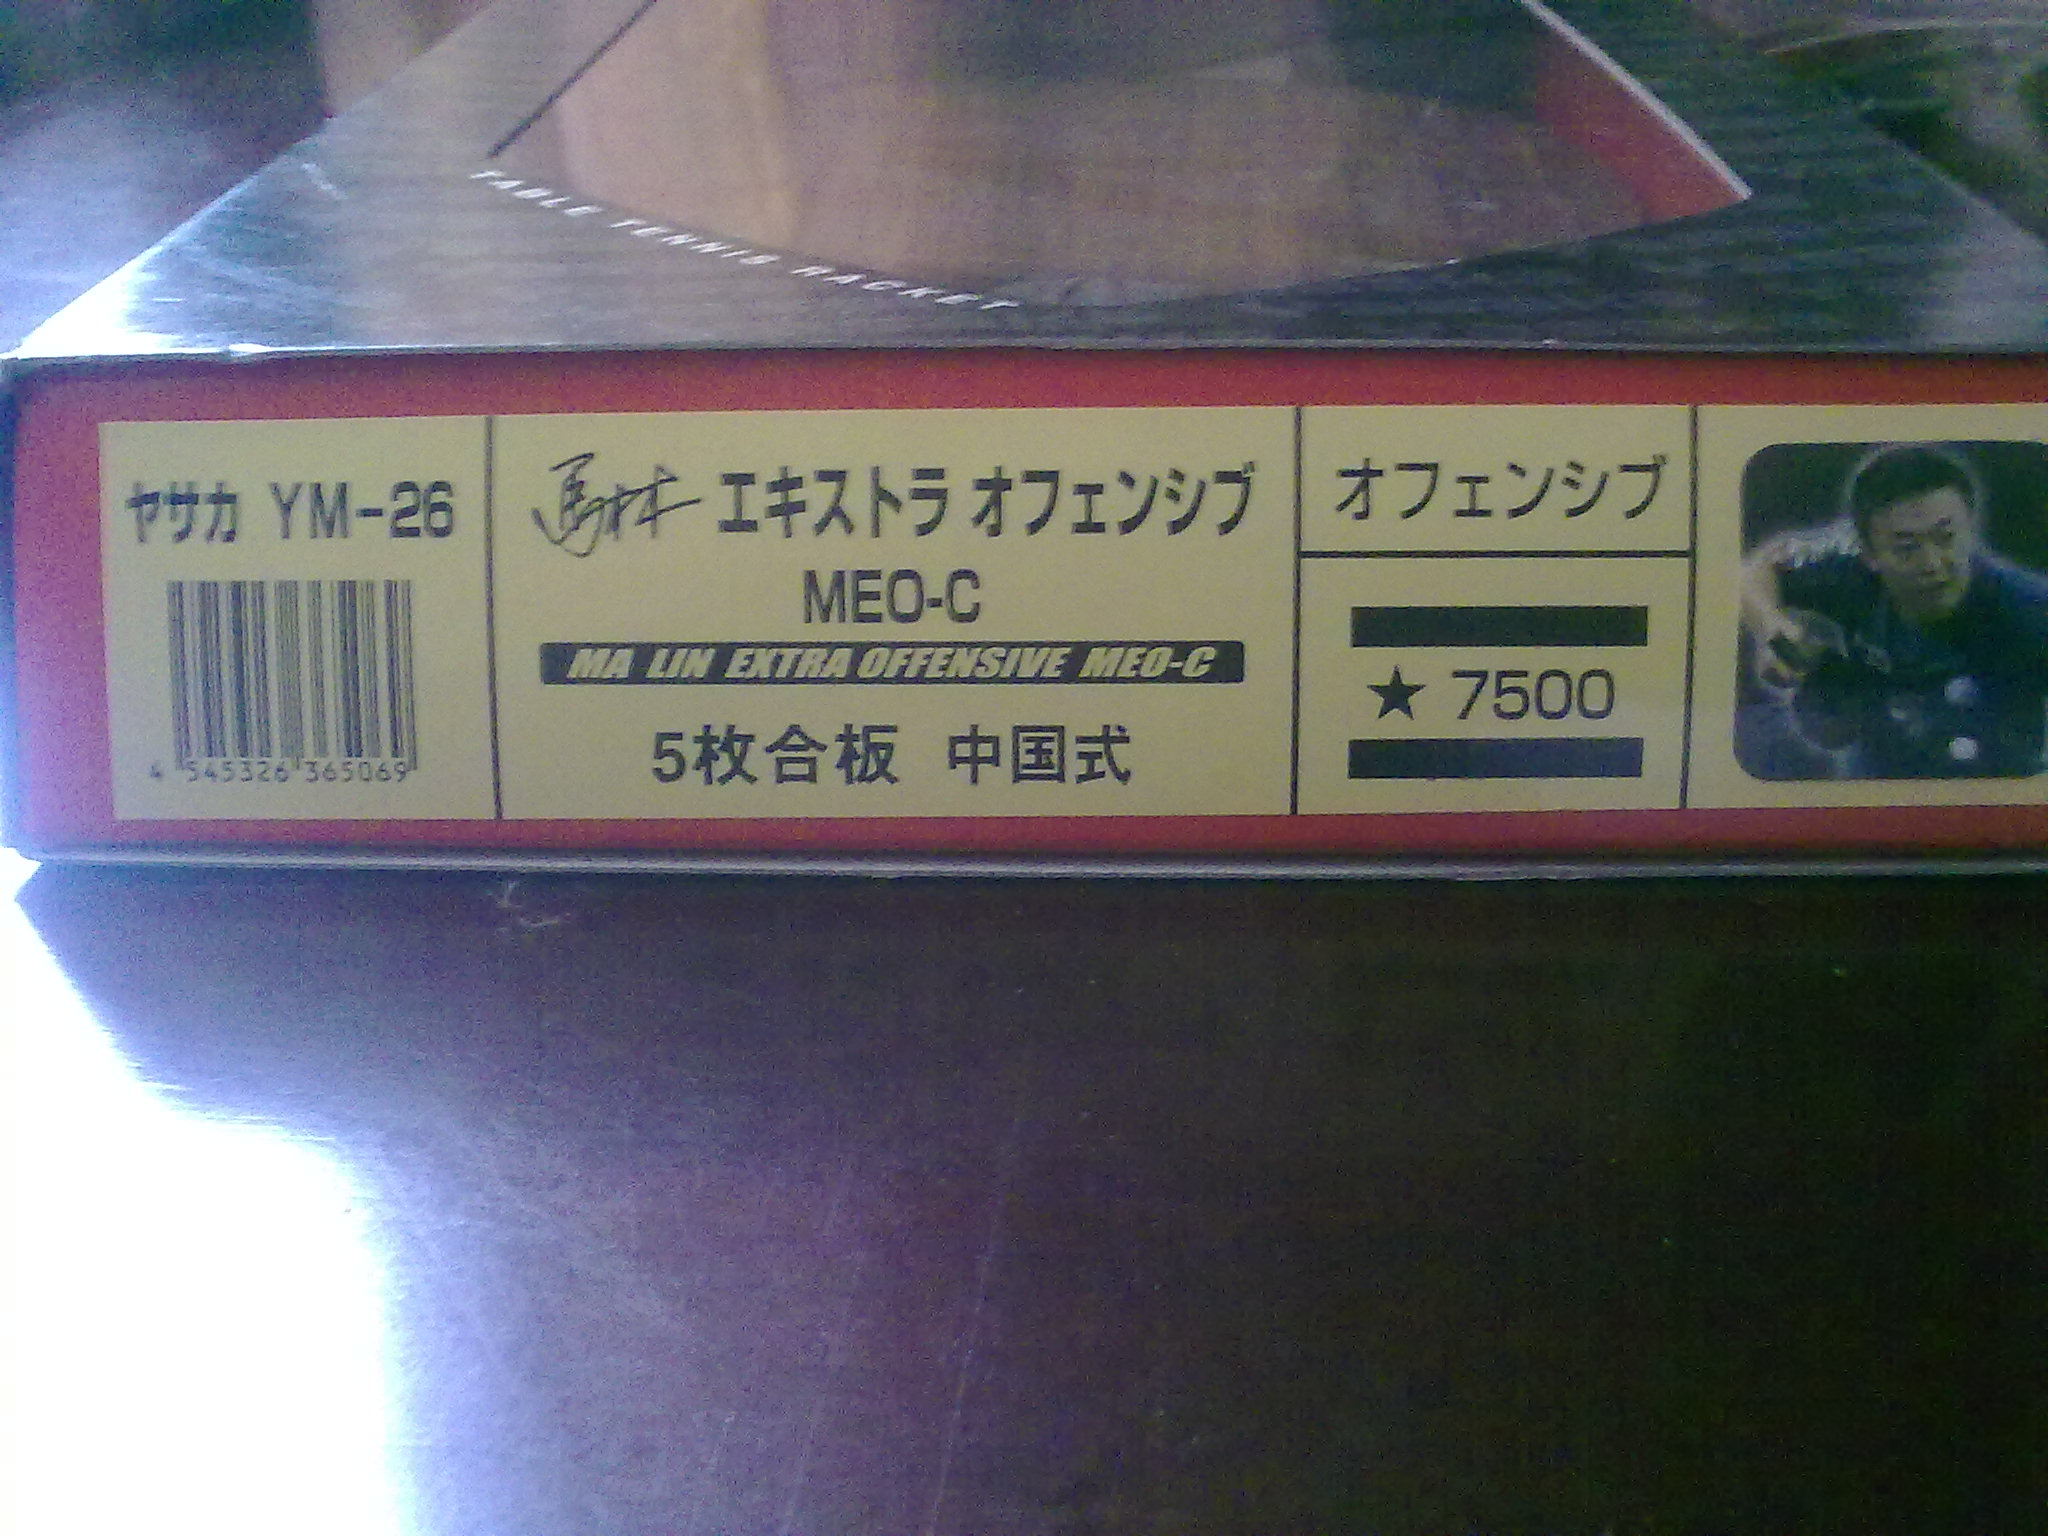 TABLE TENNIS RACKET
ヤサカ YM-26
4 545326 365069
馬林 エキストラ オフェンシブ
MEO-C
MA LIN EXTRA OFFENSIVE MEO-C
5枚合板 中国式
オフェンシブ
★ 7500